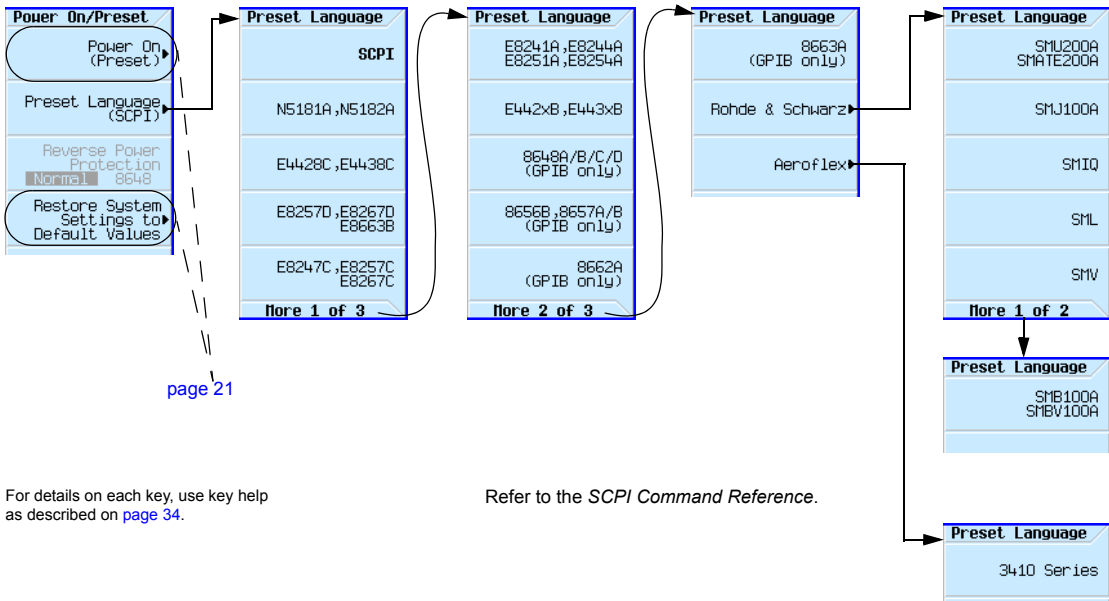 Power On/Preset
Power On
(Preset)
Preset Language
(SCPI)
Reverse Power
Protection
Normal 8648
Restore System
Settings to
Default Values
page 21
For details on each key, use key help
as described on page 34.
Preset Language
SCPI
N5181A,N5182A
E4428C,E4438C
E8257D,E8267D
E8663B
E8247C,E8257C
E8267C
More 1 of 3
Preset Language
E8241A,E8244A
E8251A,E8254A
E442xB,E443xB
8648A/B/C/D
(GPIB only)
8656B,8657A/B
(GPIB only)
8662A
(GPIB only)
More 2 of 3
Refer to the SCPI Command Reference.
Preset Language
8663A
(GPIB only)
Rohde & Schwarz
Aeroflex
Preset Language
SMU200A
SMATE200A
SMJ100A
SMIQ
SML
SMV
More 1 of 2
Preset Language
SMB100A
SMBV100A
Preset Language
3410 Series